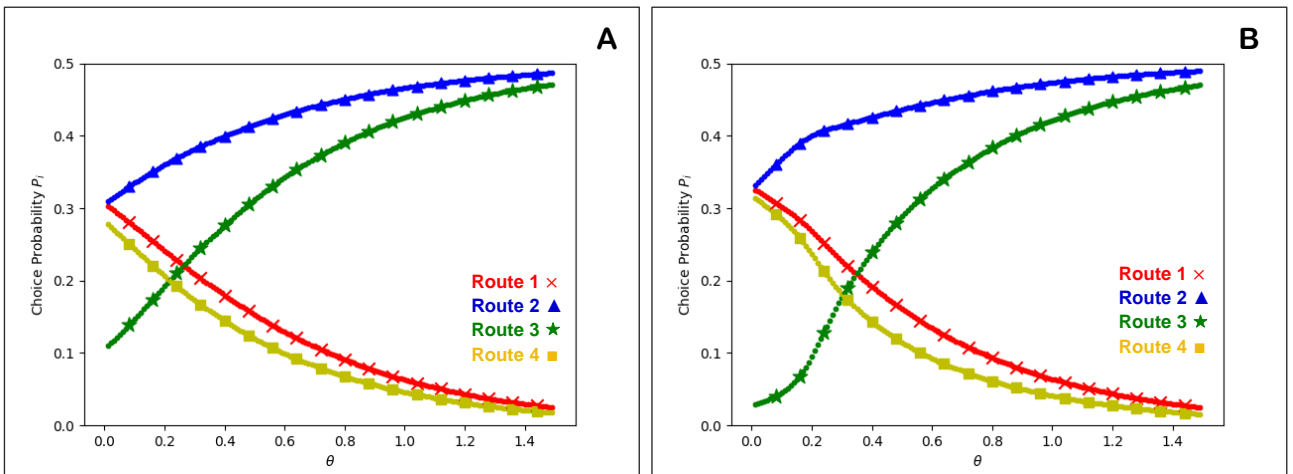 A
0.5
0.4
0.3
0.2
0.1
0.0
Choice Probability Pᵢ
Route 1 ×
Route 2 ▲
Route 3 ★
Route 4 ■
0.0 0.2 0.4 0.6 0.8 1.0 1.2 1.4
θ
B
0.5
0.4
0.3
0.2
0.1
0.0
Choice Probability Pᵢ
Route 1 ×
Route 2 ▲
Route 3 ★
Route 4 ■
0.0 0.2 0.4 0.6 0.8 1.0 1.2 1.4
θ